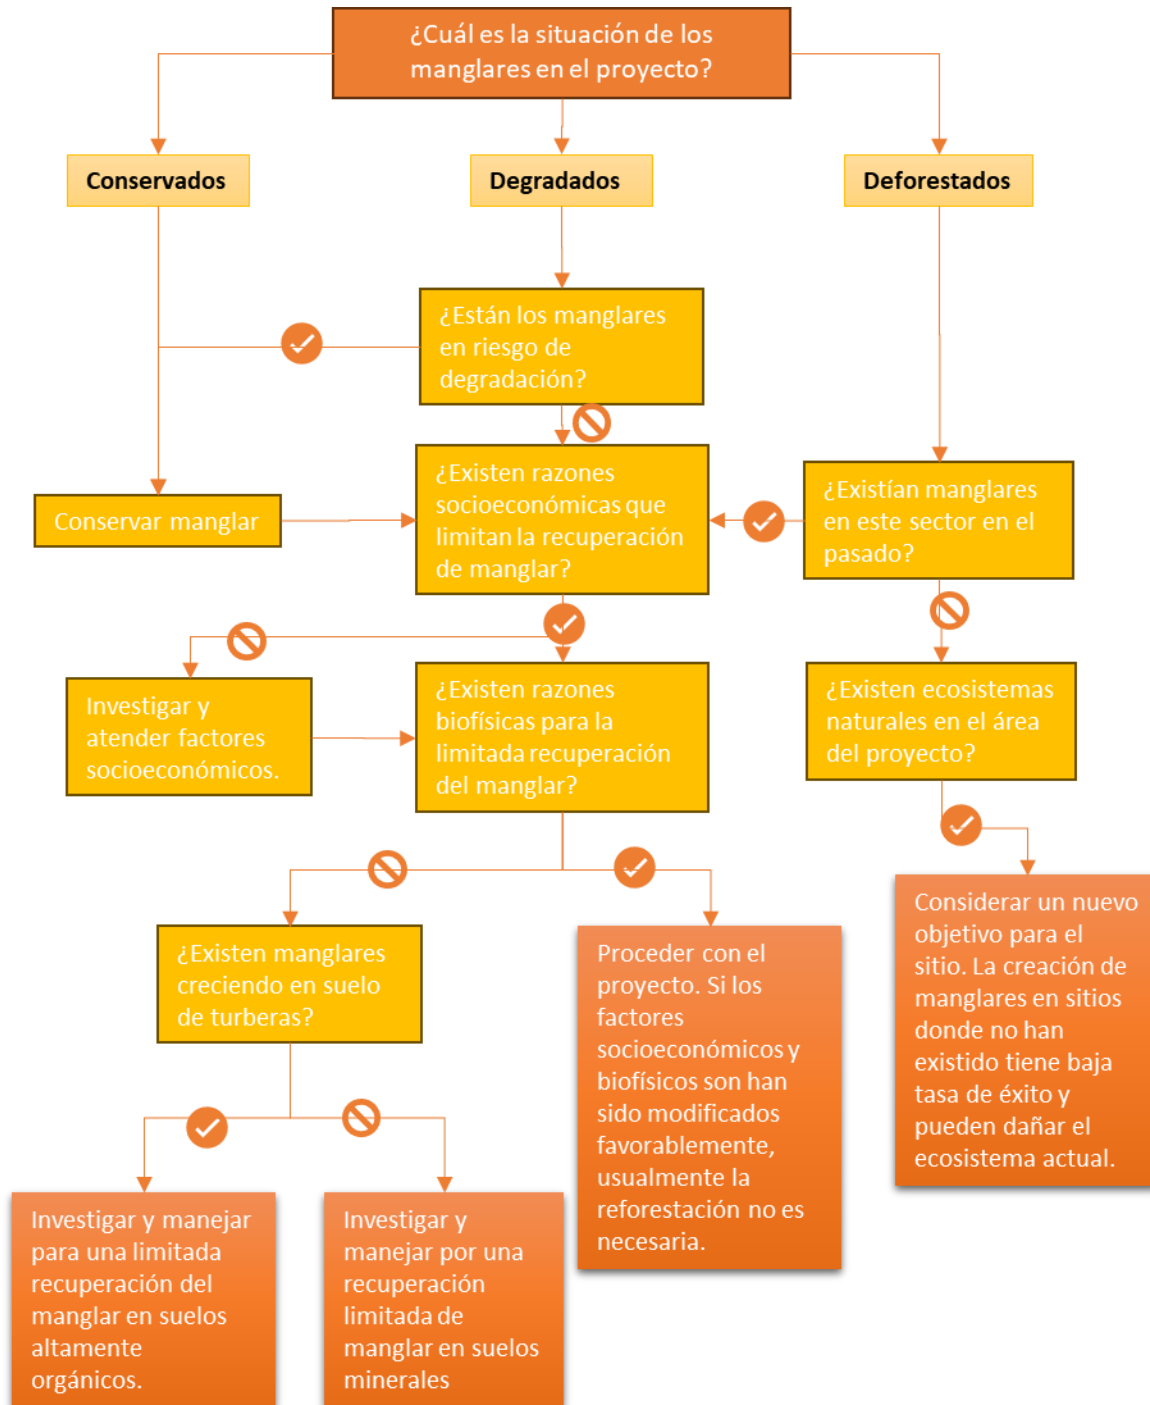 ¿Cuál es la situación de los
manglares en el proyecto?
Conservados
Degradados
Deforestados
¿Están los manglares
en riesgo de
degradación?
¿Existen razones
socioeconómicas que
limitan la recuperación
de manglar?
¿Existían manglares
en este sector en el
pasado?
Conservar manglar
Investigar y
atender factores
socioeconómicos.
¿Existen razones
biofísicas para la
limitada recuperación
del manglar?
¿Existen ecosistemas
naturales en el área
del proyecto?
¿Existen manglares
creciendo en suelo
de turberas?
Proceder con el
proyecto. Si los
factores
socioeconómicos y
biofísicos son han
sido modificados
favorablemente,
usualmente la
reforestación no es
necesaria.
Considerar un nuevo
objetivo para el
sitio. La creación de
manglares en sitios
donde no han
existido tiene baja
tasa de éxito y
pueden dañar el
ecosistema actual.
Investigar y manejar
para una limitada
recuperación del
manglar en suelos
altamente
orgánicos.
Investigar y
manejar por una
recuperación
limitada de
manglar en suelos
minerales